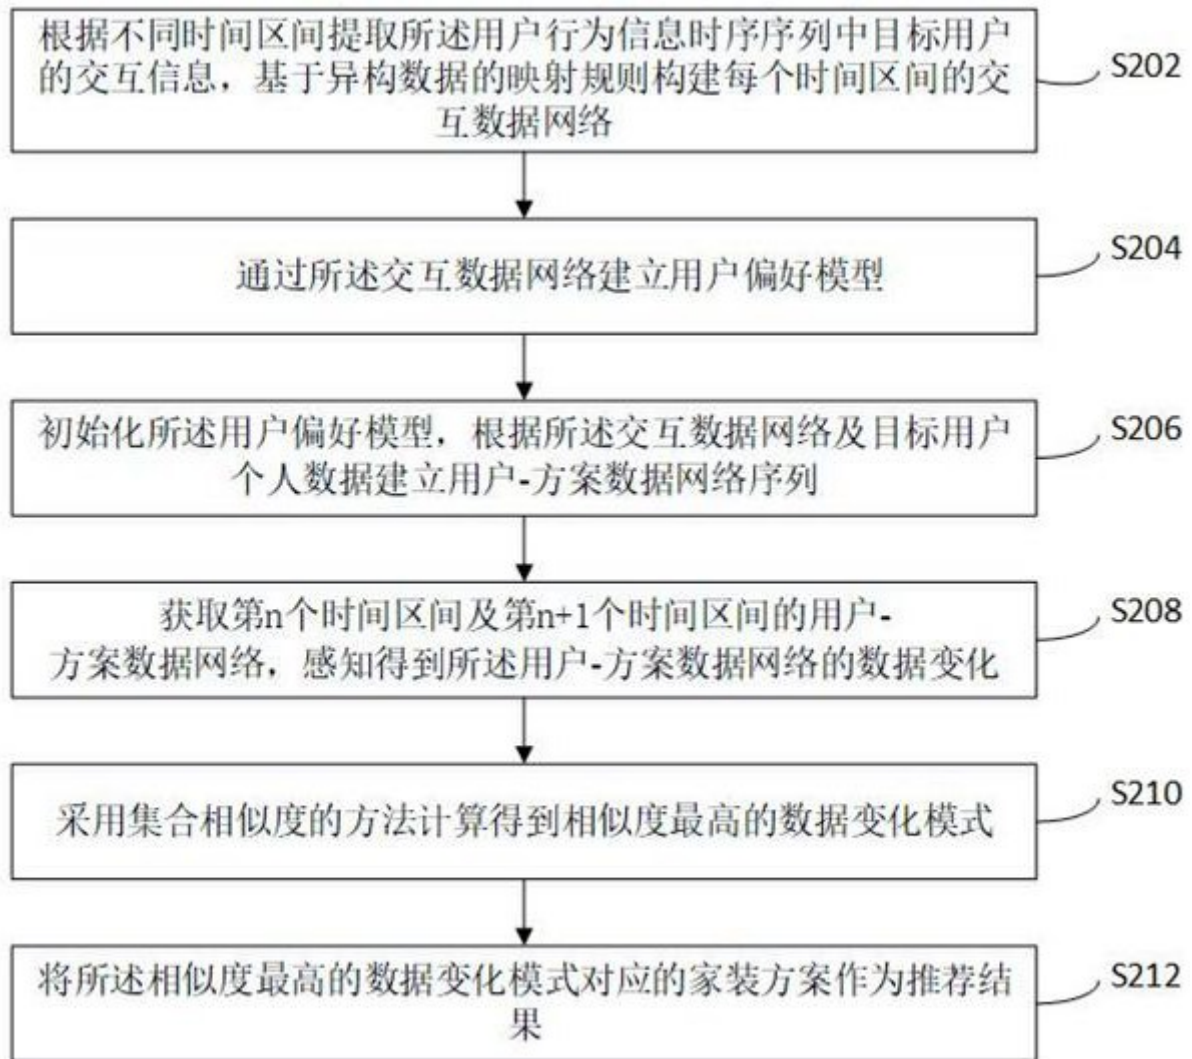 根据不同时间区间提取所述用户行为信息时序序列中目标用户
的交互信息，基于异构数据的映射规则构建每个时间区间的交
互数据网络
S202
通过所述交互数据网络建立用户偏好模型
S204
初始化所述用户偏好模型，根据所述交互数据网络及目标用户
个人数据建立用户-方案数据网络序列
S206
获取第n个时间区间及第n+1个时间区间的用户-
方案数据网络，感知得到所述用户-方案数据网络的数据变化
S208
采用集合相似度的方法计算得到相似度最高的数据变化模式
S210
将所述相似度最高的数据变化模式对应的家装方案作为推荐结
果
S212